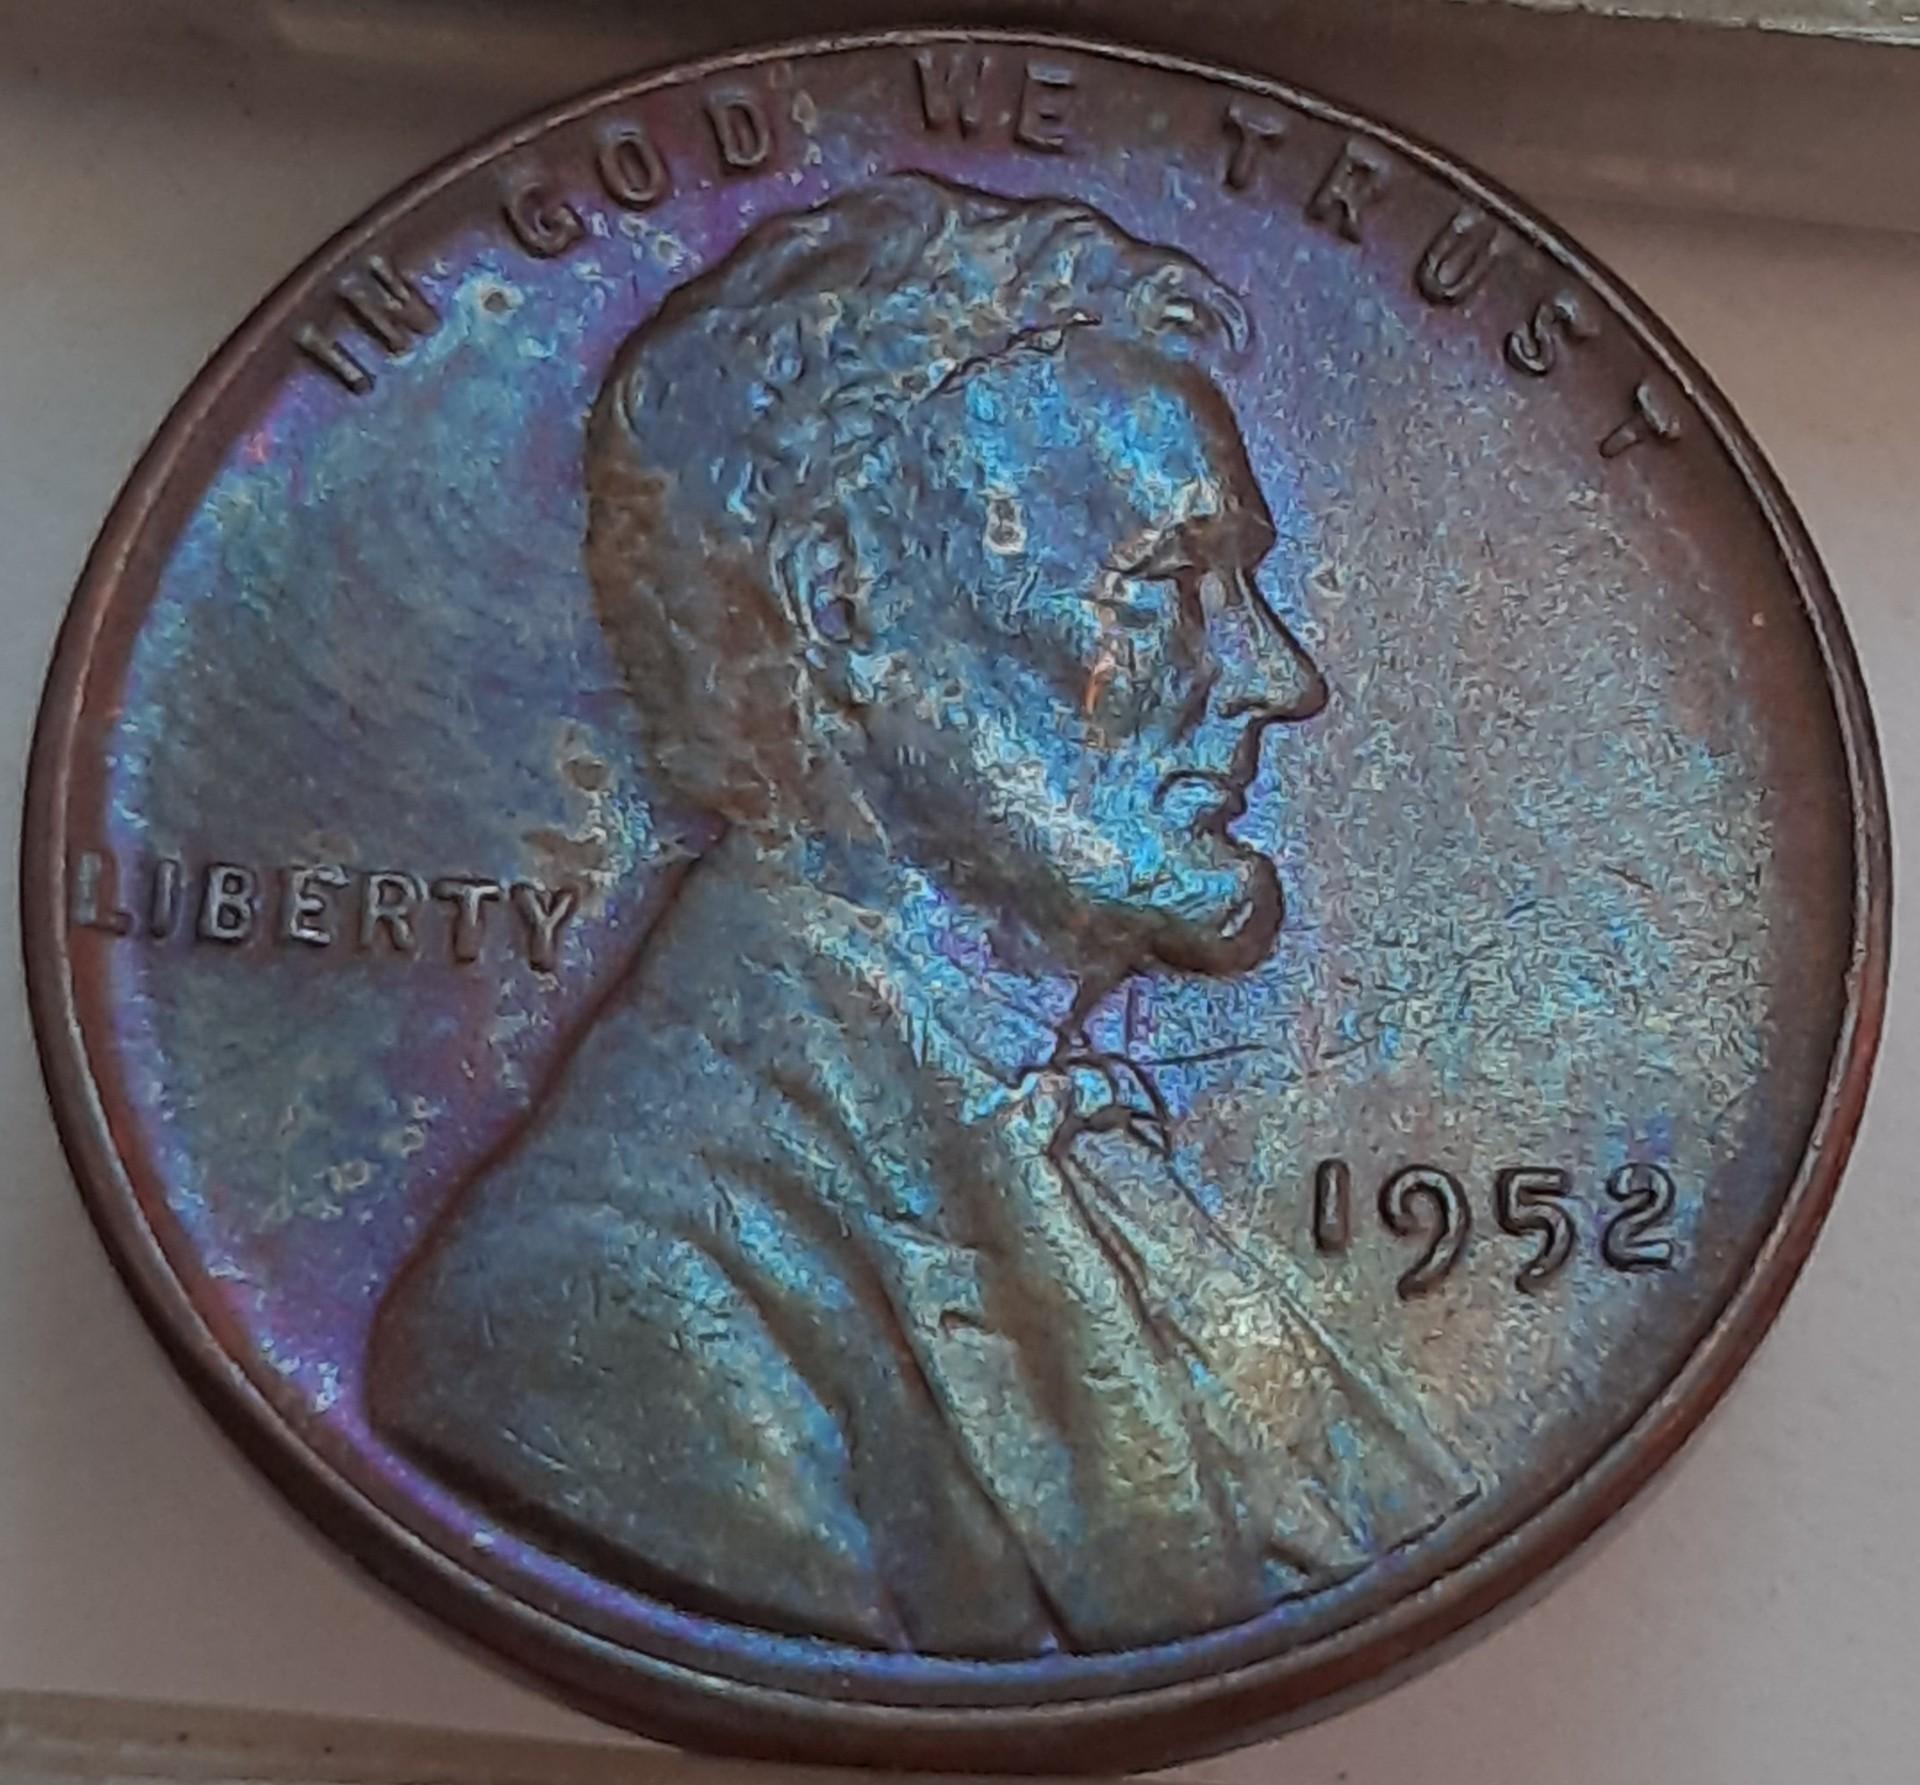 IN GOD WE TRUST
LIBERTY
1952